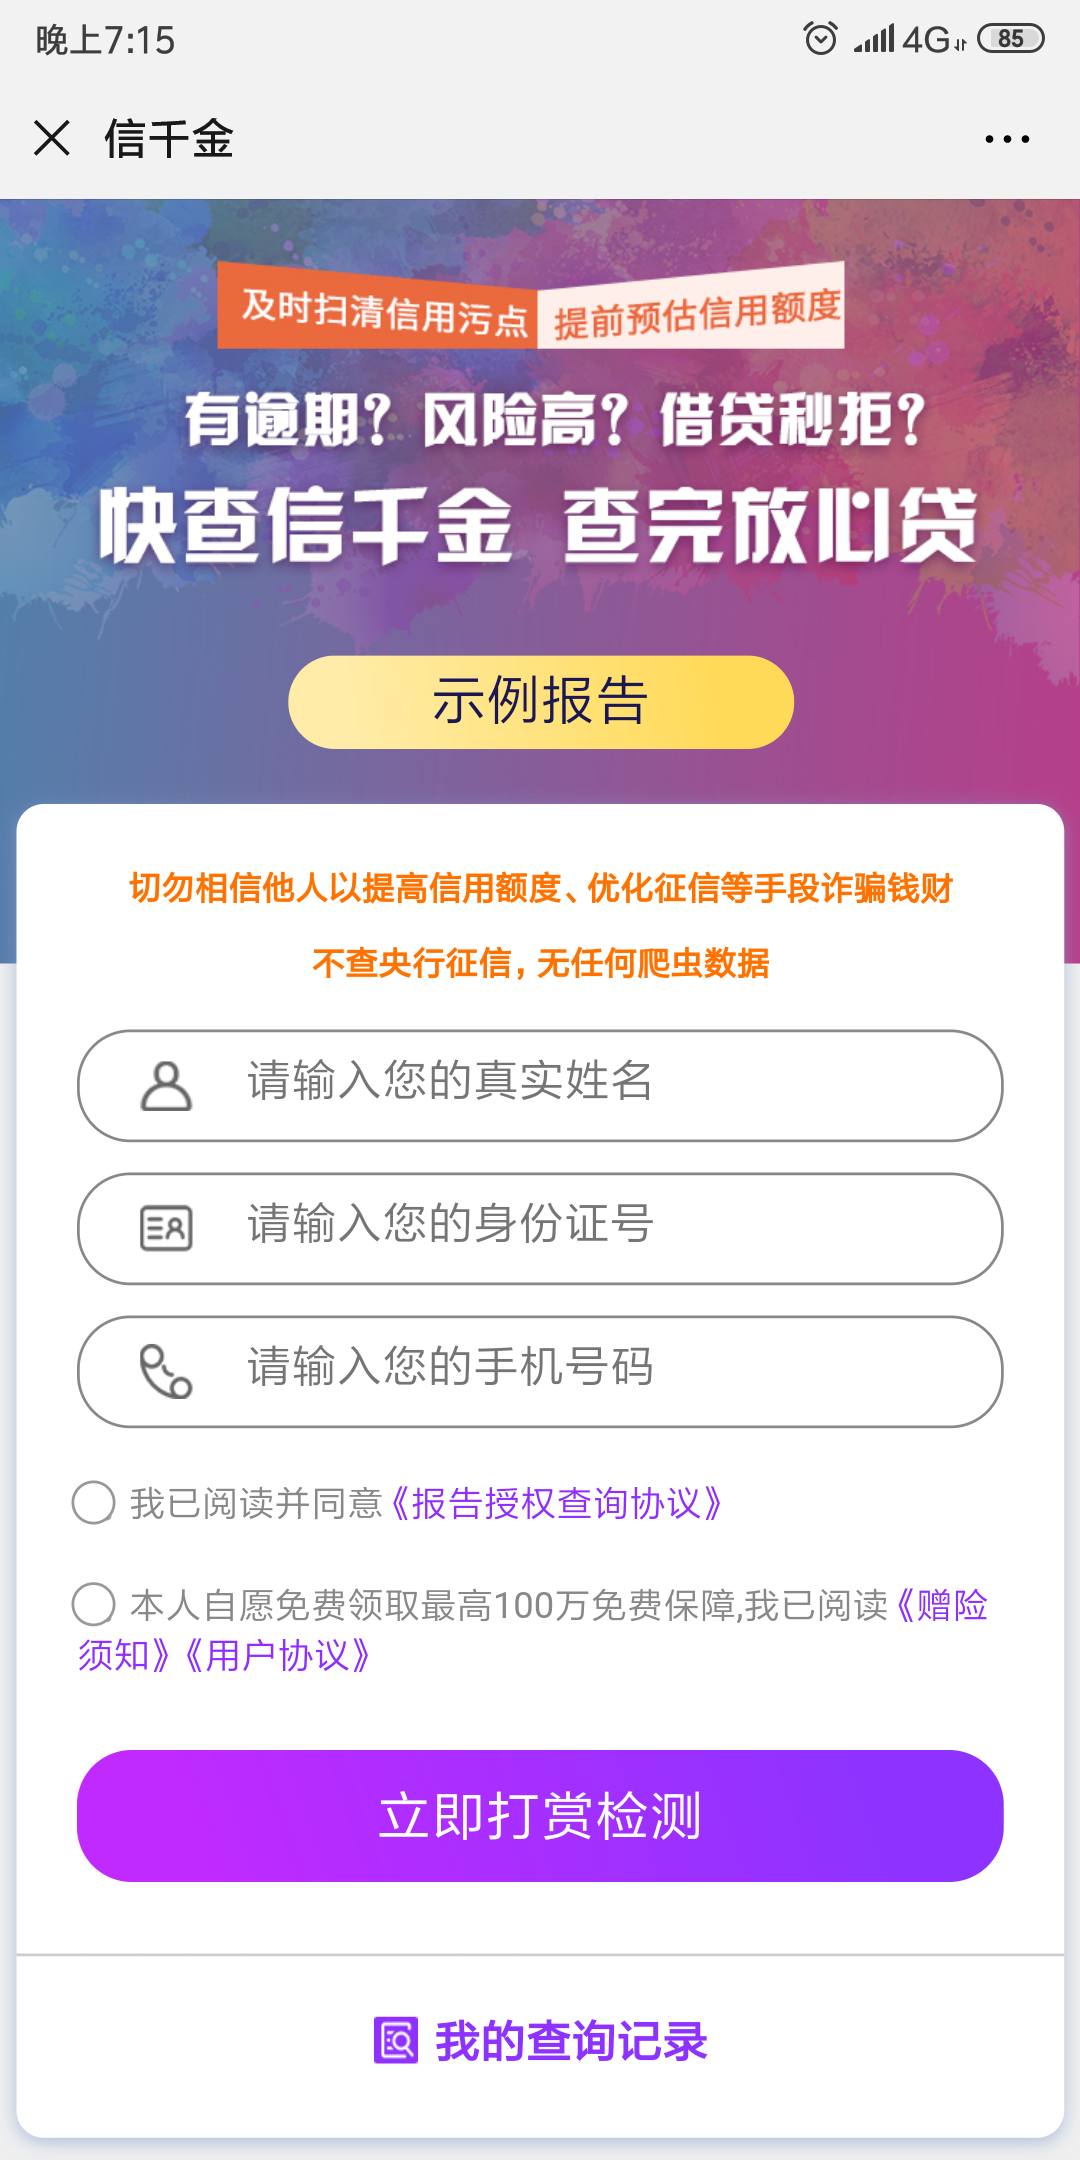 晚上7:15
4G
85
信千金
及时扫清信用污点
提前预估信用额度
有逾期？风险高？借贷秒拒？
快查信千金 查完放心贷
示例报告
切勿相信他人以提高信用额度、优化征信等手段诈骗钱财
不查央行征信，无任何爬虫数据
请输入您的真实姓名
请输入您的身份证号
请输入您的手机号码
我已阅读并同意《报告授权查询协议》
本人自愿免费领取最高100万免费保障,我已阅读《赠险
须知》《用户协议》
立即打赏检测
我的查询记录